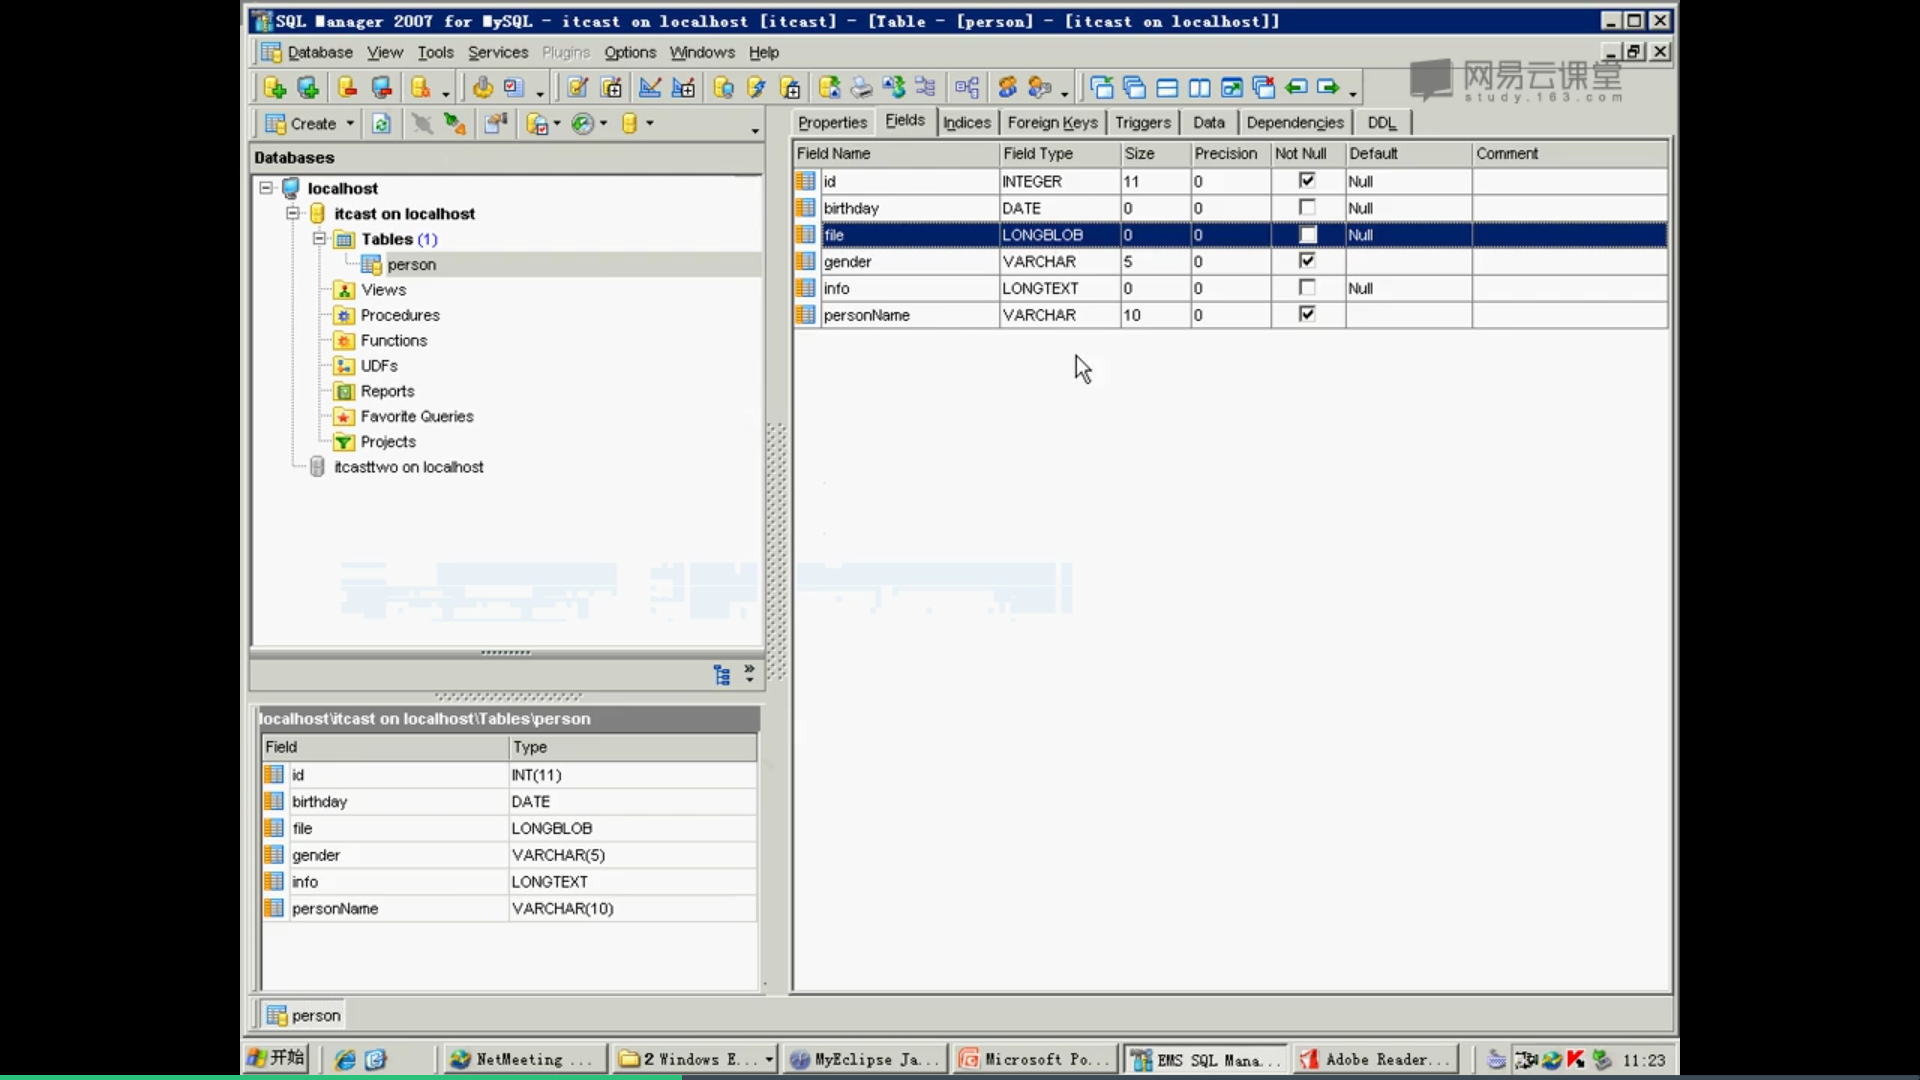 SQL Manager 2007 for MySQL - itcast on localhost [itcast] - [Table - [person] - [itcast on localhost]]
Database View Tools Services Plugins Options Windows Help
网易云课堂
study.163.com
Create
Properties Fields Indices Foreign Keys Triggers Data Dependencies DDL
Databases
localhost
itcast on localhost
Tables (1)
person
Views
Procedures
Functions
UDFs
Reports
Favorite Queries
Projects
itcasttwo on localhost
Field Name Field Type Size Precision Not Null Default Comment
id INTEGER 11 0 Null
birthday DATE 0 0 Null
file LONGBLOB 0 0 Null
gender VARCHAR 5 0
info LONGTEXT 0 0 Null
personName VARCHAR 10 0
localhost\itcast on localhost\Tables\person
Field Type
id INT(11)
birthday DATE
file LONGBLOB
gender VARCHAR(5)
info LONGTEXT
personName VARCHAR(10)
person
开始 NetMeeting ... 2 Windows E... MyEclipse Ja... Microsoft Po... EMS SQL Mana... Adobe Reader... 11:23